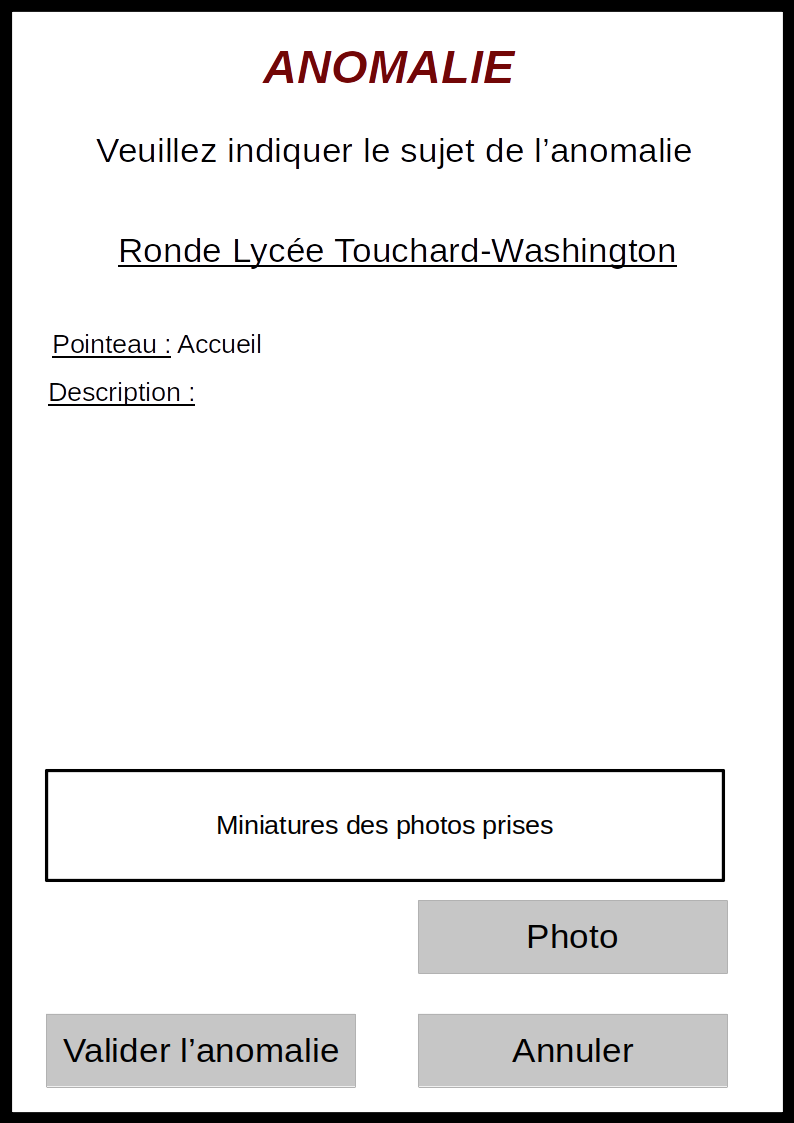 ANOMALIE
Veuillez indiquer le sujet de l’anomalie
Ronde Lycée Touchard-Washington
Pointeau : Accueil
Description :
Miniatures des photos prises
Photo
Valider l’anomalie
Annuler